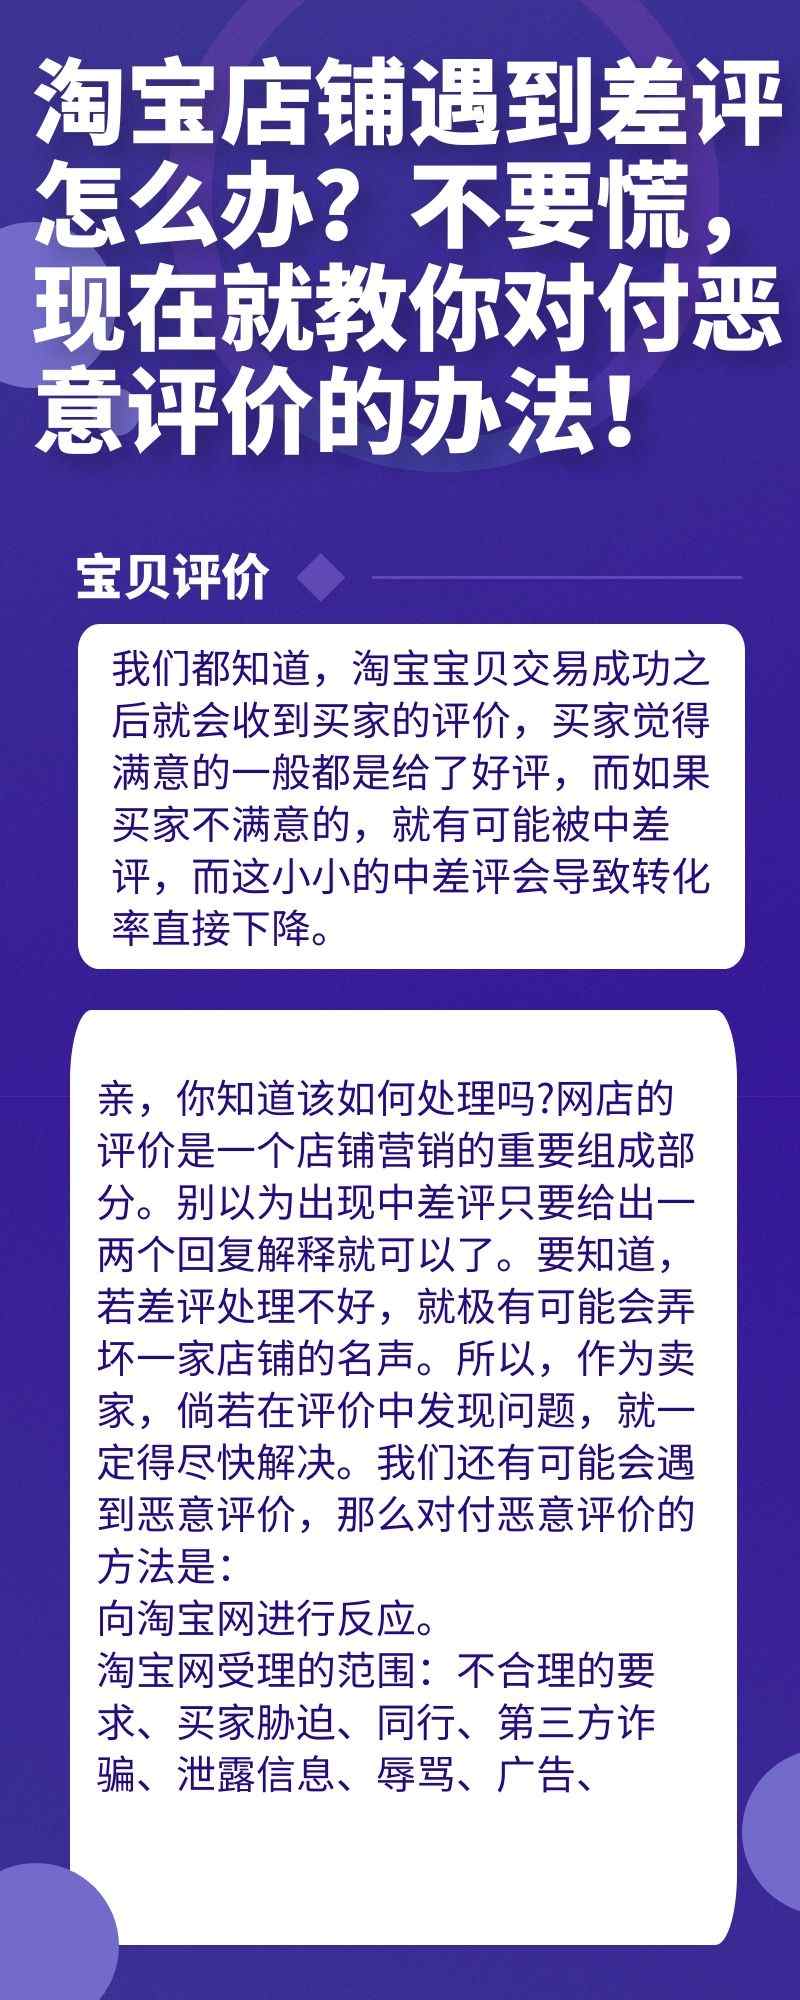 淘宝店铺遇到差评
怎么办？不要慌，
现在就教你对付恶
意评价的办法！
宝贝评价
我们都知道，淘宝宝贝交易成功之
后就会收到买家的评价，买家觉得
满意的一般都是给了好评，而如果
买家不满意的，就有可能被中差
评，而这小小的中差评会导致转化
率直接下降。
亲，你知道该如何处理吗?网店的
评价是一个店铺营销的重要组成部
分。别以为出现中差评只要给出一
两个回复解释就可以了。要知道，
若差评处理不好，就极有可能会弄
坏一家店铺的名声。所以，作为卖
家，倘若在评价中发现问题，就一
定得尽快解决。我们还有可能会遇
到恶意评价，那么对付恶意评价的
方法是：
向淘宝网进行反应。
淘宝网受理的范围：不合理的要
求、买家胁迫、同行、第三方诈
骗、泄露信息、辱骂、广告、